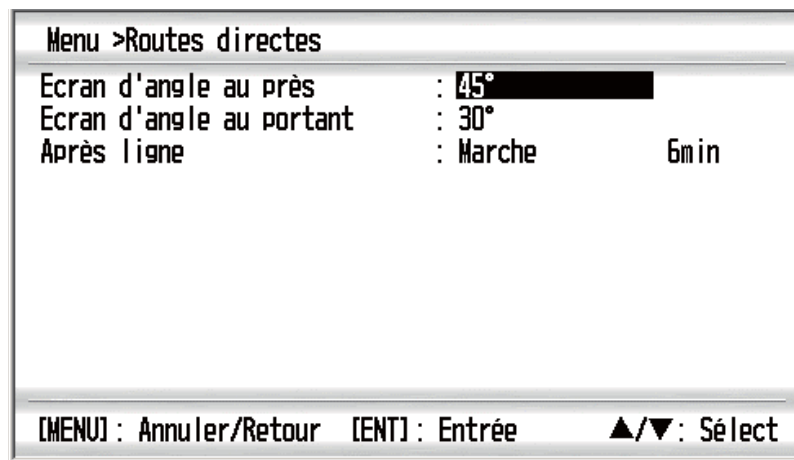 Menu >Routes directes
Ecran d'angle au près : 45°
Ecran d'angle au portant : 30°
Après ligne : Marche 6min
[MENU] : Annuler/Retour [ENT] : Entrée ▲/▼: Sélect